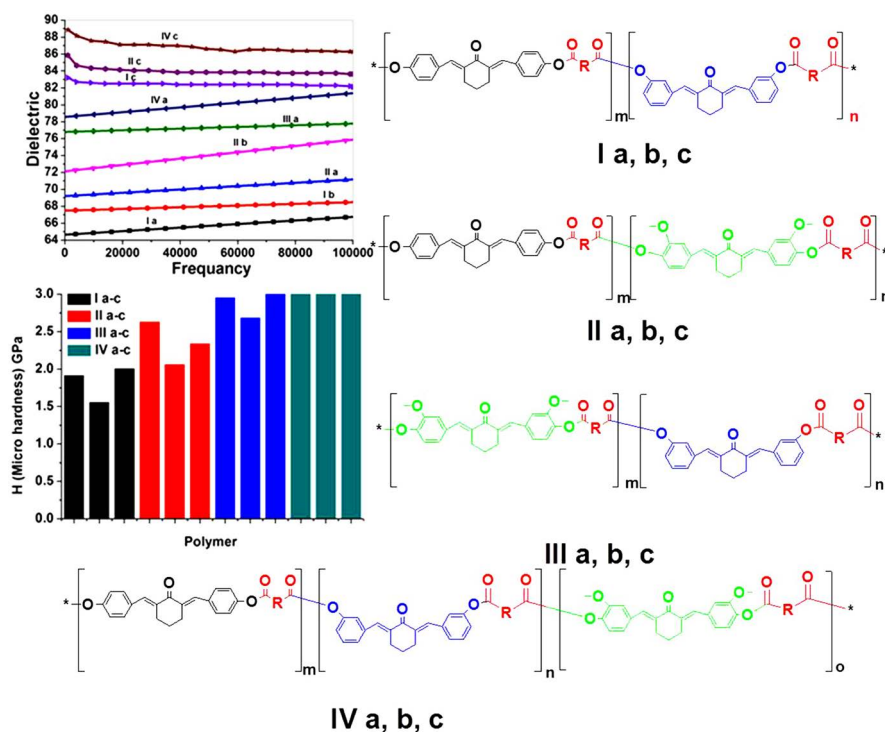 90
88
86
84
82
80
78
76
74
72
70
68
66
64
Dielectric
IV c
II c
I c
IV a
III a
II b
II a
I b
I a
0 20000 40000 60000 80000 100000
Frequancy
3.0
2.5
2.0
1.5
1.0
0.5
0.0
H (Micro hardness) GPa
I a-c
II a-c
III a-c
IV a-c
Polymer
* O O O O O R m O O O O O R n *
I a, b, c
* O O O O O R m O O O O O O O R n *
II a, b, c
* O O O O O O O R m O O O O O R n *
III a, b, c
* O O O O O R m O O O O O R n O O O O O O O R o *
IV a, b, c